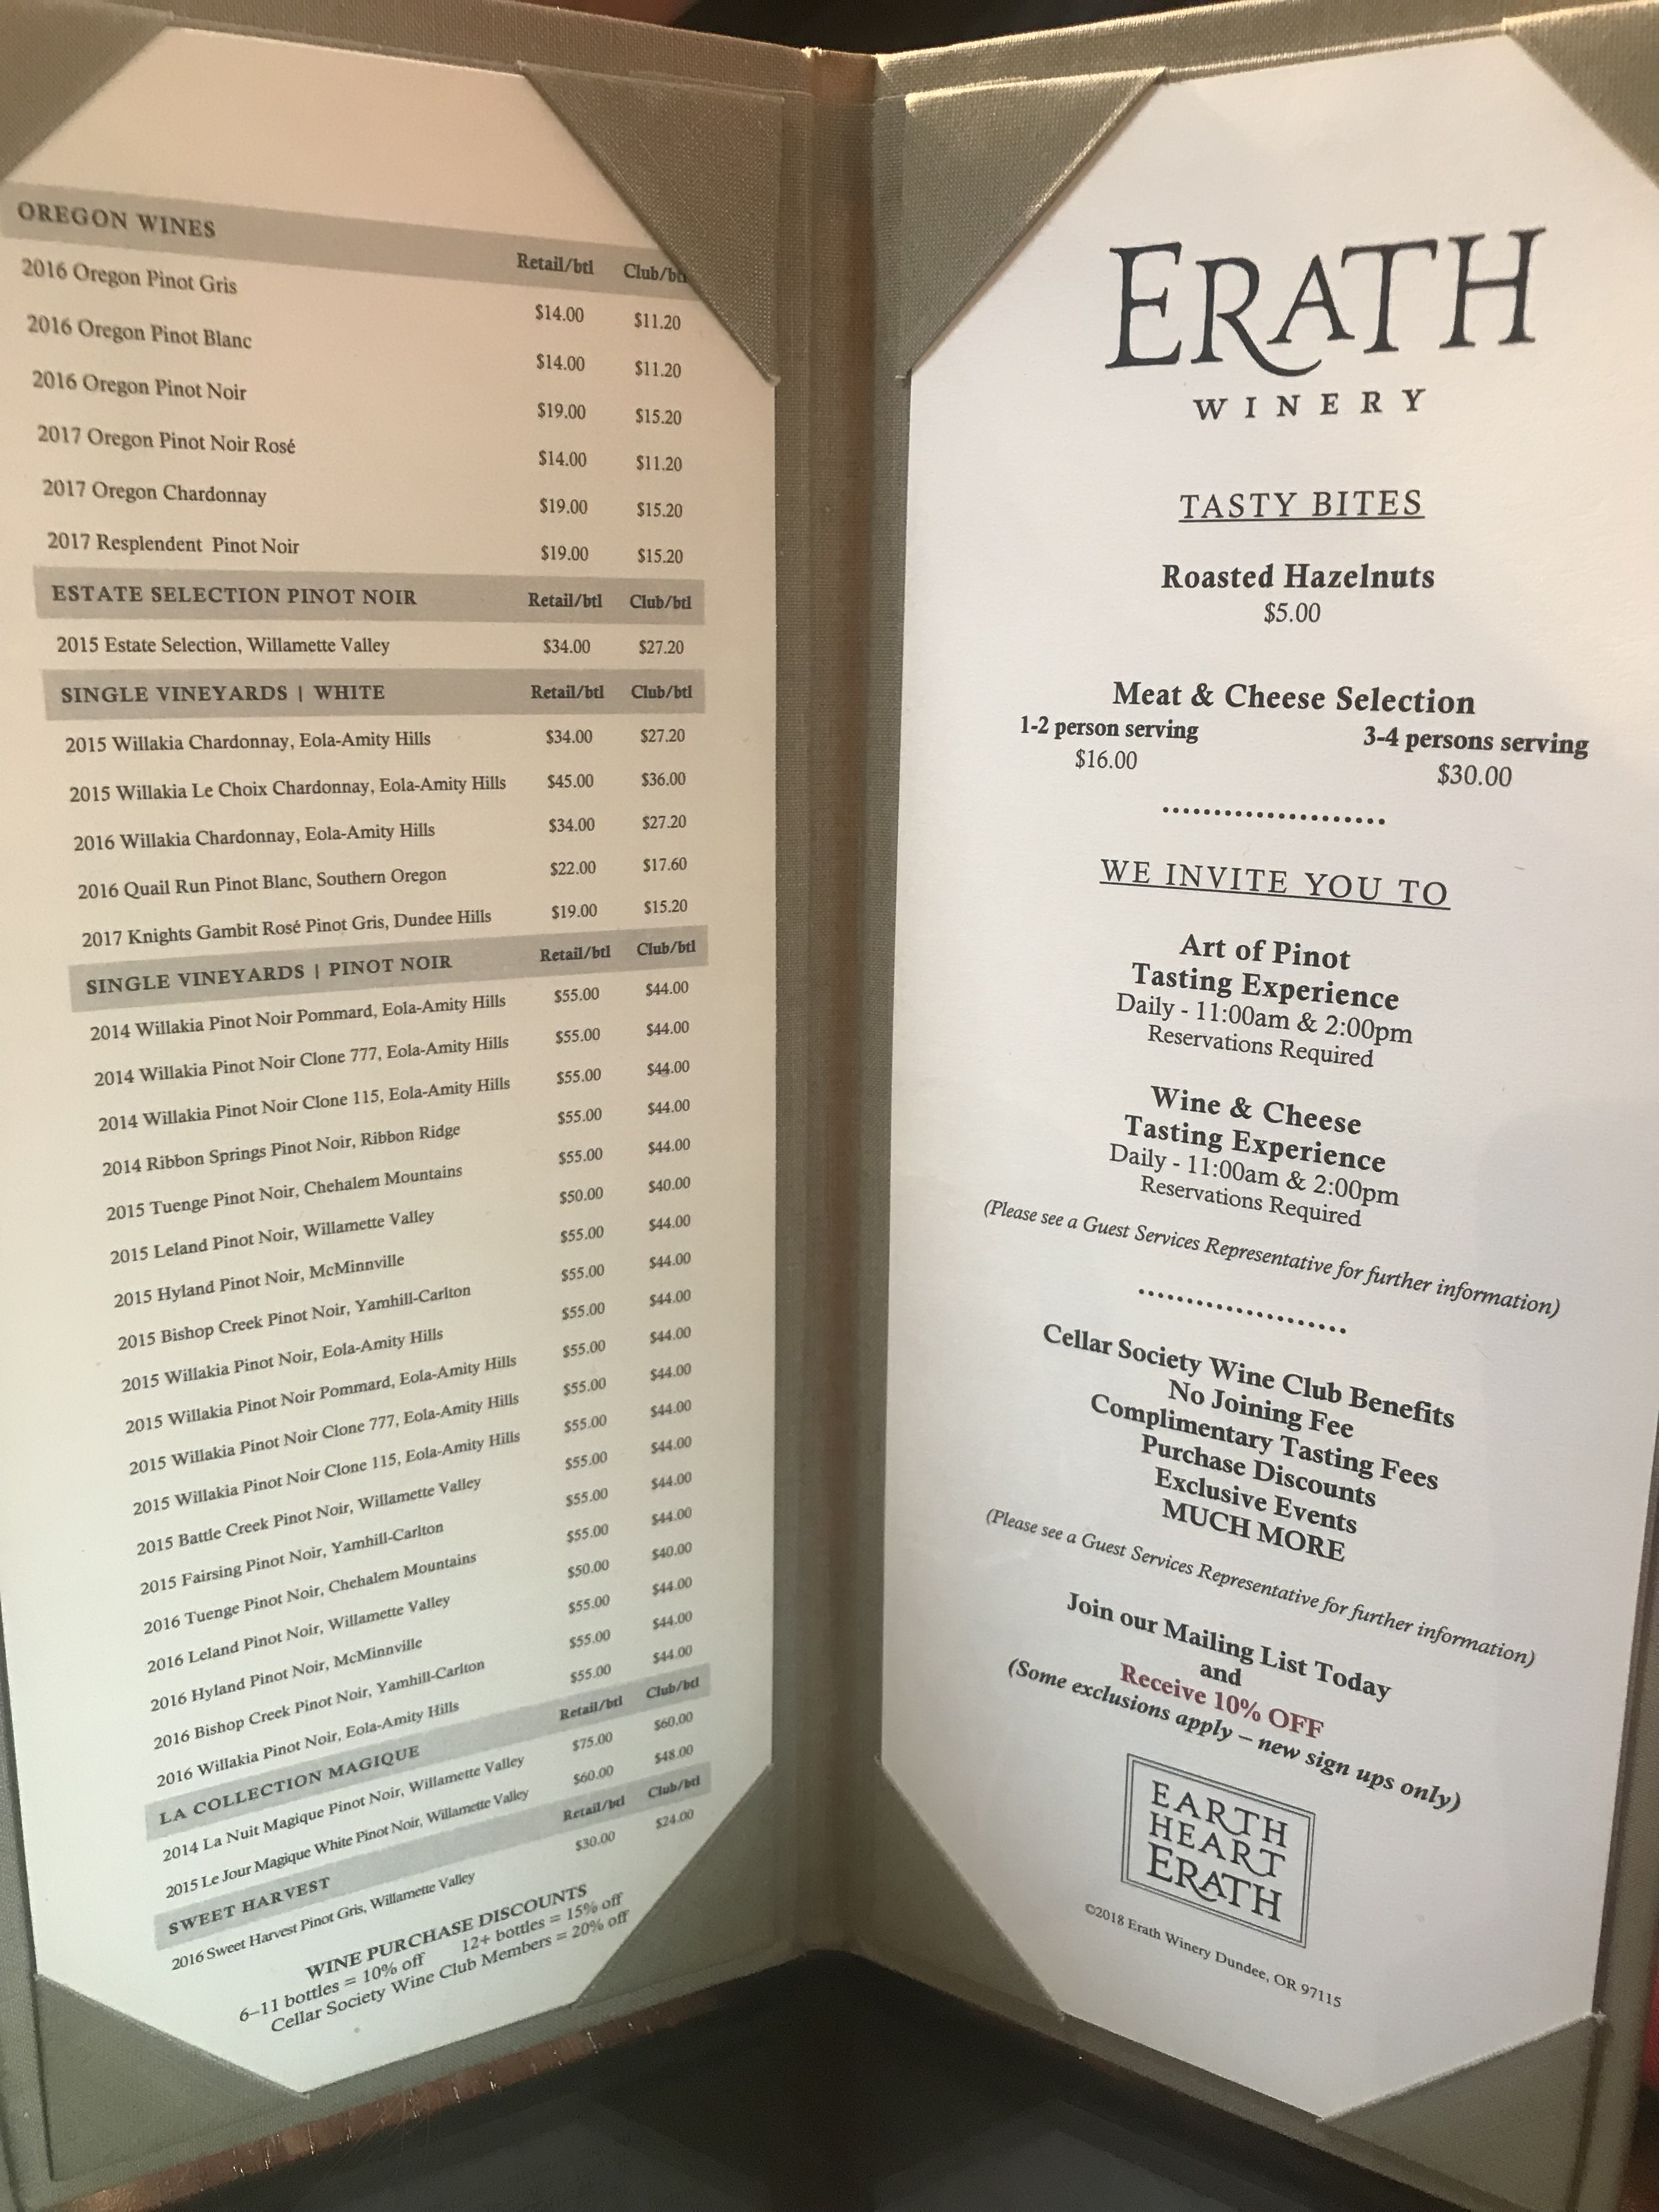 OREGON WINES Retail/btl Club/btl
2016 Oregon Pinot Gris $14.00 $11.20
2016 Oregon Pinot Blanc $14.00 $11.20
2016 Oregon Pinot Noir $19.00 $15.20
2017 Oregon Pinot Noir Rosé $14.00 $11.20
2017 Oregon Chardonnay $19.00 $15.20
2017 Resplendent Pinot Noir $19.00 $15.20
ESTATE SELECTION PINOT NOIR Retail/btl Club/btl
2015 Estate Selection, Willamette Valley $34.00 $27.20
SINGLE VINEYARDS | WHITE Retail/btl Club/btl
2015 Willakia Chardonnay, Eola-Amity Hills $34.00 $27.20
2015 Willakia Le Choix Chardonnay, Eola-Amity Hills $45.00 $36.00
2016 Willakia Chardonnay, Eola-Amity Hills $34.00 $27.20
2016 Quail Run Pinot Blanc, Southern Oregon $22.00 $17.60
2017 Knights Gambit Rosé Pinot Gris, Dundee Hills $19.00 $15.20
SINGLE VINEYARDS | PINOT NOIR Retail/btl Club/btl
2014 Willakia Pinot Noir Pommard, Eola-Amity Hills $55.00 $44.00
2014 Willakia Pinot Noir Clone 777, Eola-Amity Hills $55.00 $44.00
2014 Willakia Pinot Noir Clone 115, Eola-Amity Hills $55.00 $44.00
2014 Ribbon Springs Pinot Noir, Ribbon Ridge $55.00 $44.00
2015 Tuenge Pinot Noir, Chehalem Mountains $55.00 $44.00
2015 Leland Pinot Noir, Willamette Valley $50.00 $40.00
2015 Hyland Pinot Noir, McMinnville $55.00 $44.00
2015 Bishop Creek Pinot Noir, Yamhill-Carlton $55.00 $44.00
2015 Willakia Pinot Noir, Eola-Amity Hills $55.00 $44.00
2015 Willakia Pinot Noir Pommard, Eola-Amity Hills $55.00 $44.00
2015 Willakia Pinot Noir Clone 777, Eola-Amity Hills $55.00 $44.00
2015 Willakia Pinot Noir Clone 115, Eola-Amity Hills $55.00 $44.00
2015 Battle Creek Pinot Noir, Willamette Valley $55.00 $44.00
2015 Fairsing Pinot Noir, Yamhill-Carlton $55.00 $44.00
2016 Tuenge Pinot Noir, Chehalem Mountains $55.00 $44.00
2016 Leland Pinot Noir, Willamette Valley $50.00 $40.00
2016 Hyland Pinot Noir, McMinnville $55.00 $44.00
2016 Bishop Creek Pinot Noir, Yamhill-Carlton $55.00 $44.00
2016 Willakia Pinot Noir, Eola-Amity Hills $55.00 $44.00
LA COLLECTION MAGIQUE Retail/btl Club/btl
2014 La Nuit Magique Pinot Noir, Willamette Valley $75.00 $60.00
2015 Le Jour Magique White Pinot Noir, Willamette Valley $60.00 $48.00
SWEET HARVEST Retail/btl Club/btl
2016 Sweet Harvest Pinot Gris, Willamette Valley $30.00 $24.00
WINE PURCHASE DISCOUNTS
6–11 bottles = 10% off 12+ bottles = 15% off
Cellar Society Wine Club Members = 20% off
ERATH
WINERY
TASTY BITES
Roasted Hazelnuts
$5.00
Meat & Cheese Selection
1-2 person serving 3-4 persons serving
$16.00 $30.00
WE INVITE YOU TO
Art of Pinot
Tasting Experience
Daily - 11:00am & 2:00pm
Reservations Required
Wine & Cheese
Tasting Experience
Daily - 11:00am & 2:00pm
Reservations Required
(Please see a Guest Services Representative for further information)
Cellar Society Wine Club Benefits
No Joining Fee
Complimentary Tasting Fees
Purchase Discounts
Exclusive Events
MUCH MORE
(Please see a Guest Services Representative for further information)
Join our Mailing List Today
and
Receive 10% OFF
(Some exclusions apply – new sign ups only)
EARTH
HEART
ERATH
©2018 Erath Winery Dundee, OR 97115